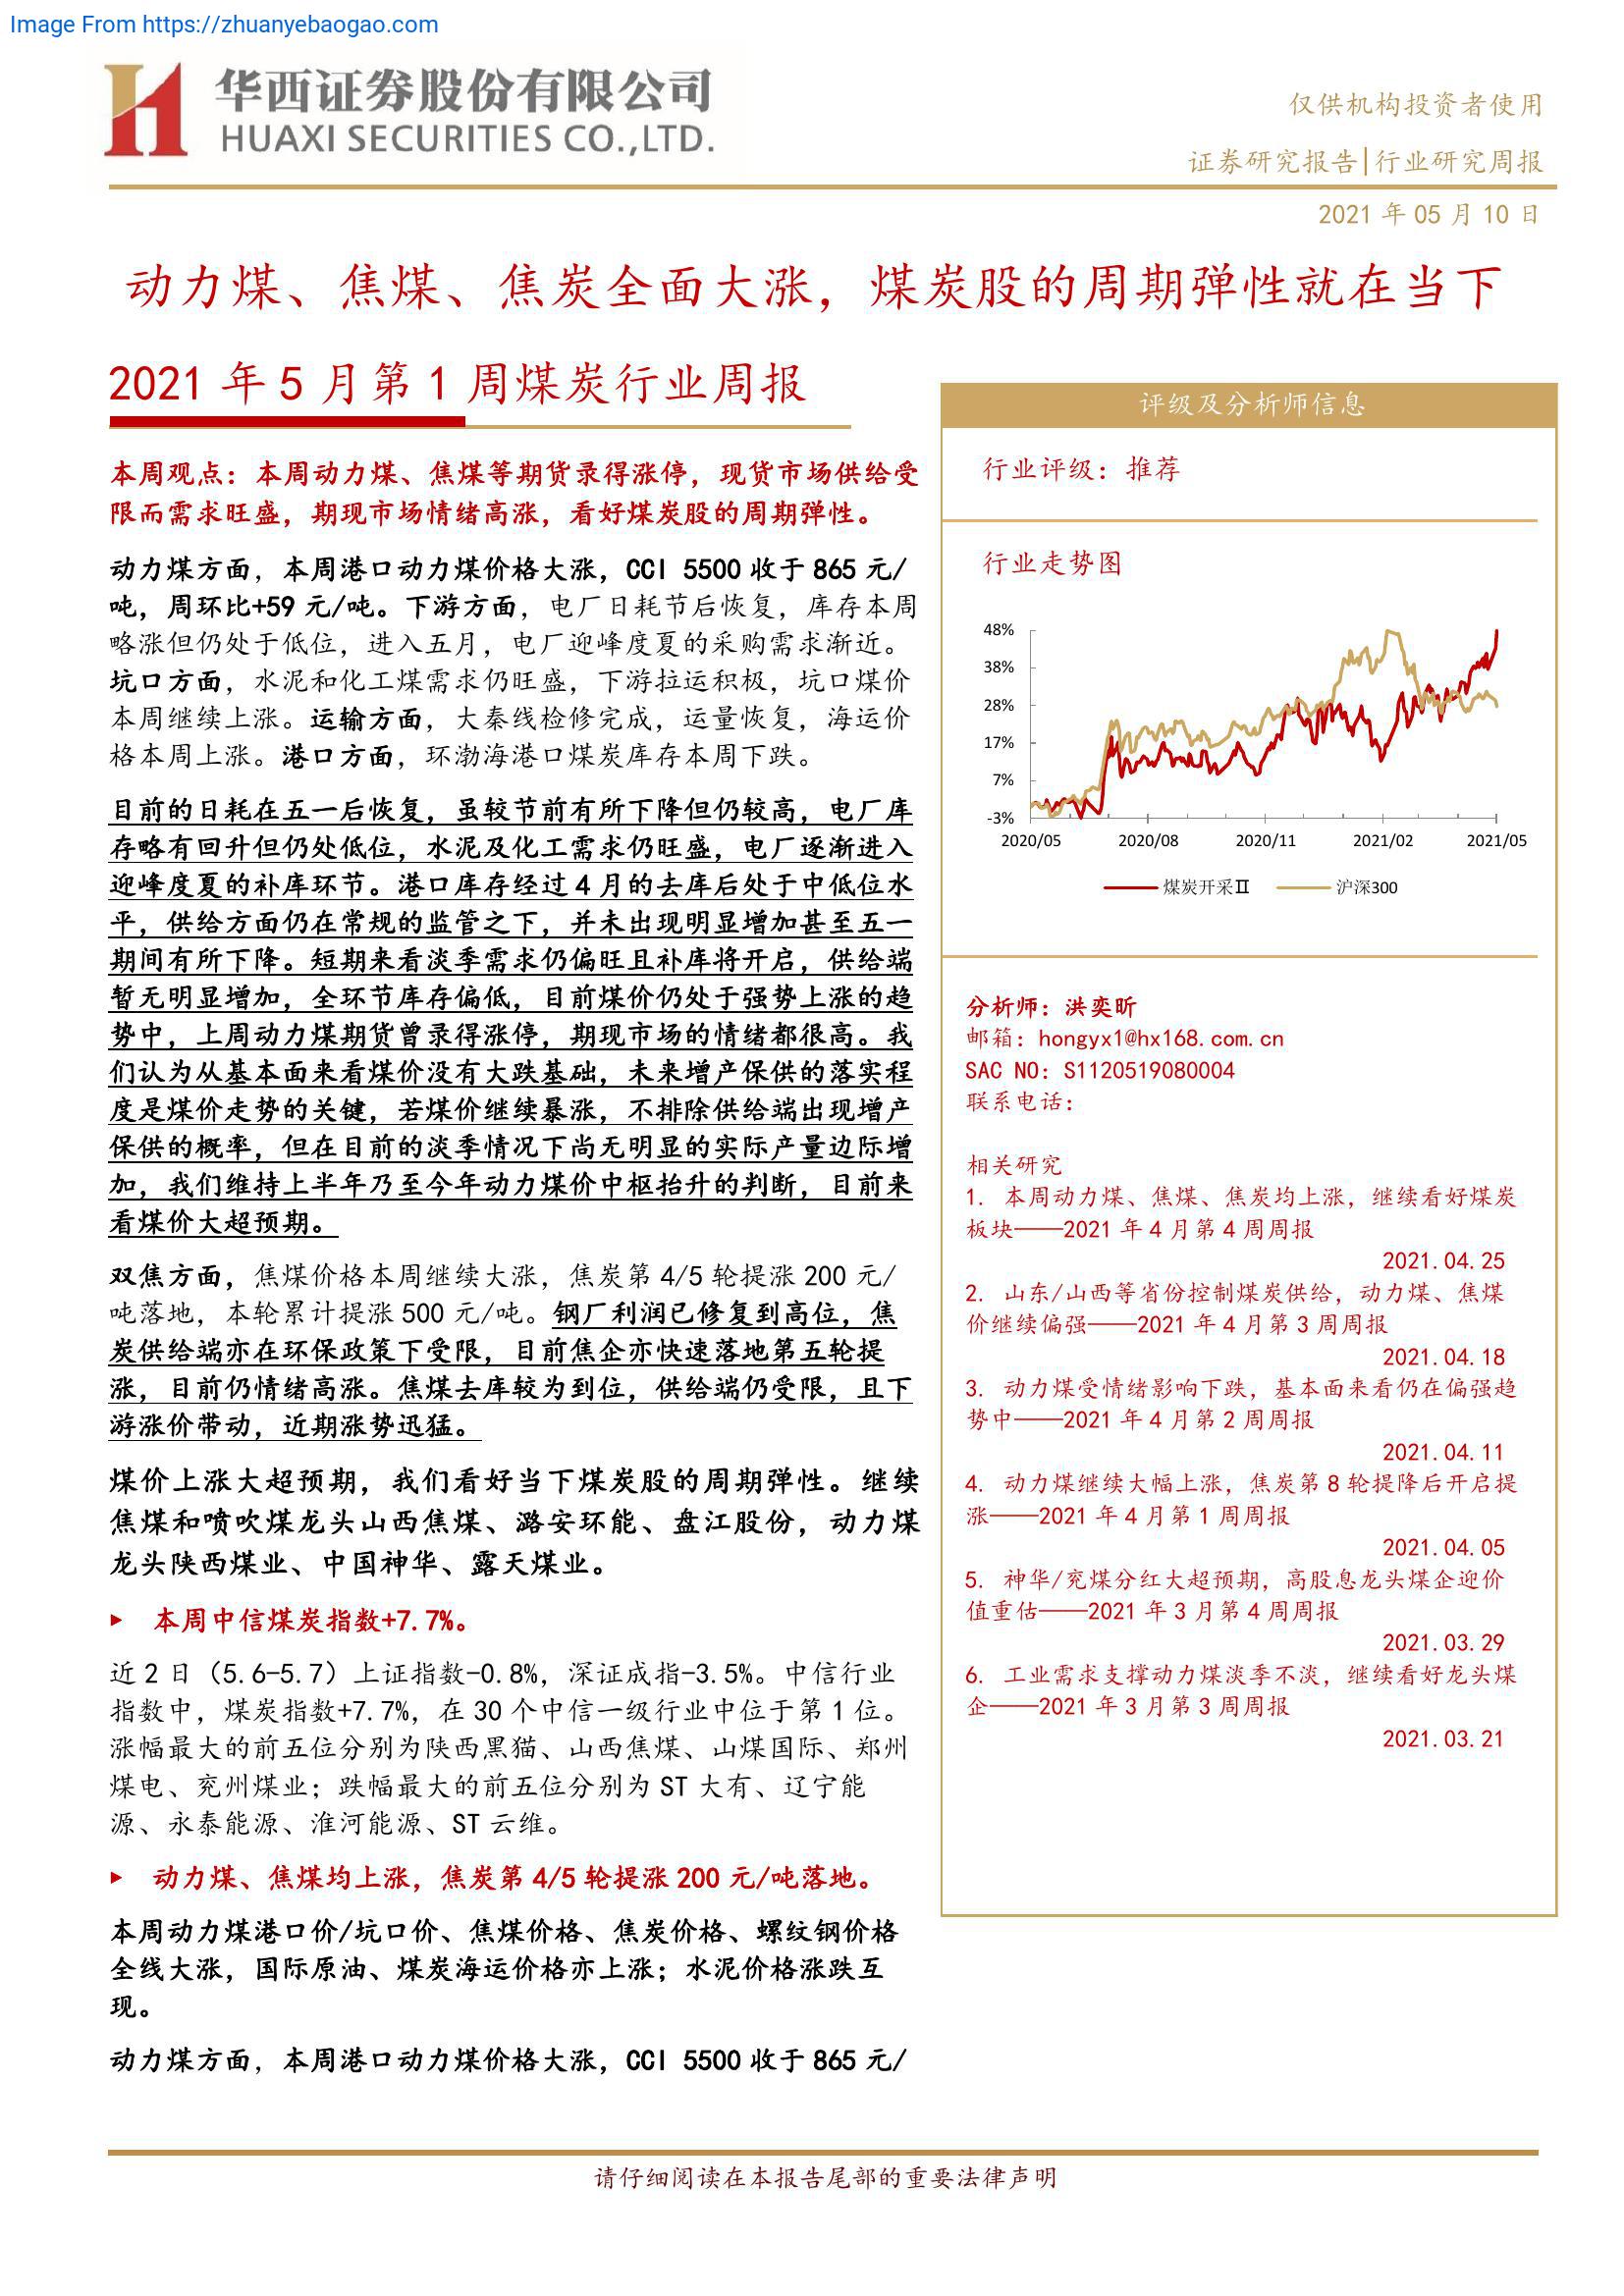 Image From https://zhuanyebaogao.com
华西证券股份有限公司
HUAXI SECURITIES CO.,LTD.
仅供机构投资者使用
证券研究报告|行业研究周报
2021 年 05 月 10 日
动力煤、焦煤、焦炭全面大涨，煤炭股的周期弹性就在当下
2021 年 5 月第 1 周煤炭行业周报
本周观点：本周动力煤、焦煤等期货录得涨停，现货市场供给受
限而需求旺盛，期现市场情绪高涨，看好煤炭股的周期弹性。
动力煤方面，本周港口动力煤价格大涨，CCI 5500 收于 865 元/
吨，周环比+59 元/吨。下游方面，电厂日耗节后恢复，库存本周
略涨但仍处于低位，进入五月，电厂迎峰度夏的采购需求渐近。
坑口方面，水泥和化工煤需求仍旺盛，下游拉运积极，坑口煤价
本周继续上涨。运输方面，大秦线检修完成，运量恢复，海运价
格本周上涨。港口方面，环渤海港口煤炭库存本周下跌。
目前的日耗在五一后恢复，虽较节前有所下降但仍较高，电厂库
存略有回升但仍处低位，水泥及化工需求仍旺盛，电厂逐渐进入
迎峰度夏的补库环节。港口库存经过 4 月的去库后处于中低位水
平，供给方面仍在常规的监管之下，并未出现明显增加甚至五一
期间有所下降。短期来看淡季需求仍偏旺且补库将开启，供给端
暂无明显增加，全环节库存偏低，目前煤价仍处于强势上涨的趋
势中，上周动力煤期货曾录得涨停，期现市场的情绪都很高。我
们认为从基本面来看煤价没有大跌基础，未来增产保供的落实程
度是煤价走势的关键，若煤价继续暴涨，不排除供给端出现增产
保供的概率，但在目前的淡季情况下尚无明显的实际产量边际增
加，我们维持上半年乃至今年动力煤价中枢抬升的判断，目前来
看煤价大超预期。
双焦方面，焦煤价格本周继续大涨，焦炭第 4/5 轮提涨 200 元/
吨落地，本轮累计提涨 500 元/吨。钢厂利润已修复到高位，焦
炭供给端亦在环保政策下受限，目前焦企亦快速落地第五轮提
涨，目前仍情绪高涨。焦煤去库较为到位，供给端仍受限，且下
游涨价带动，近期涨势迅猛。
煤价上涨大超预期，我们看好当下煤炭股的周期弹性。继续
焦煤和喷吹煤龙头山西焦煤、潞安环能、盘江股份，动力煤
龙头陕西煤业、中国神华、露天煤业。
▸ 本周中信煤炭指数+7.7%。
近 2 日（5.6-5.7）上证指数-0.8%，深证成指-3.5%。中信行业
指数中，煤炭指数+7.7%，在 30 个中信一级行业中位于第 1 位。
涨幅最大的前五位分别为陕西黑猫、山西焦煤、山煤国际、郑州
煤电、兖州煤业；跌幅最大的前五位分别为 ST 大有、辽宁能
源、永泰能源、淮河能源、ST 云维。
▸ 动力煤、焦煤均上涨，焦炭第 4/5 轮提涨 200 元/吨落地。
本周动力煤港口价/坑口价、焦煤价格、焦炭价格、螺纹钢价格
全线大涨，国际原油、煤炭海运价格亦上涨；水泥价格涨跌互
现。
动力煤方面，本周港口动力煤价格大涨，CCI 5500 收于 865 元/
评级及分析师信息
行业评级：推荐
行业走势图
48%
38%
28%
17%
7%
-3%
2020/05 2020/08 2020/11 2021/02 2021/05
煤炭开采Ⅱ 沪深300
分析师：洪奕昕
邮箱：hongyx1@hx168.com.cn
SAC NO：S1120519080004
联系电话：
相关研究
1. 本周动力煤、焦煤、焦炭均上涨，继续看好煤炭
板块——2021 年 4 月第 4 周周报
2021.04.25
2. 山东/山西等省份控制煤炭供给，动力煤、焦煤
价继续偏强——2021 年 4 月第 3 周周报
2021.04.18
3. 动力煤受情绪影响下跌，基本面来看仍在偏强趋
势中——2021 年 4 月第 2 周周报
2021.04.11
4. 动力煤继续大幅上涨，焦炭第 8 轮提降后开启提
涨——2021 年 4 月第 1 周周报
2021.04.05
5. 神华/兖煤分红大超预期，高股息龙头煤企迎价
值重估——2021 年 3 月第 4 周周报
2021.03.29
6. 工业需求支撑动力煤淡季不淡，继续看好龙头煤
企——2021 年 3 月第 3 周周报
2021.03.21
请仔细阅读在本报告尾部的重要法律声明